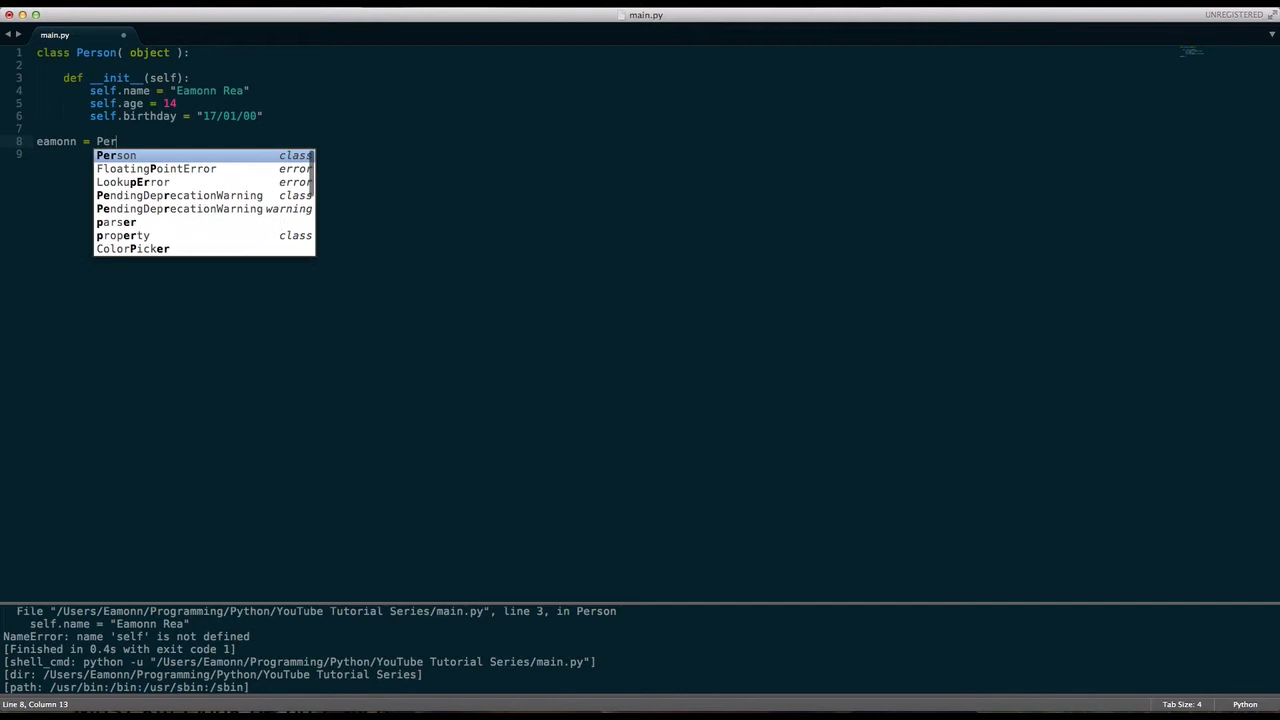 main.py
UNREGISTERED
main.py
1 class Person( object ):
2
3 def __init__(self):
4 self.name = "Eamonn Rea"
5 self.age = 14
6 self.birthday = "17/01/00"
7
8 eamonn = Per
9
Person class
FloatingPointError error
LookupError error
PendingDeprecationWarning class
PendingDeprecationWarning warning
parser
property class
ColorPicker
File "/Users/Eamonn/Programming/Python/YouTube Tutorial Series/main.py", line 3, in Person
self.name = "Eamonn Rea"
NameError: name 'self' is not defined
[Finished in 0.4s with exit code 1]
[shell_cmd: python -u "/Users/Eamonn/Programming/Python/YouTube Tutorial Series/main.py"]
[dir: /Users/Eamonn/Programming/Python/YouTube Tutorial Series]
[path: /usr/bin:/bin:/usr/sbin:/sbin]
Line 8, Column 13
Tab Size: 4
Python